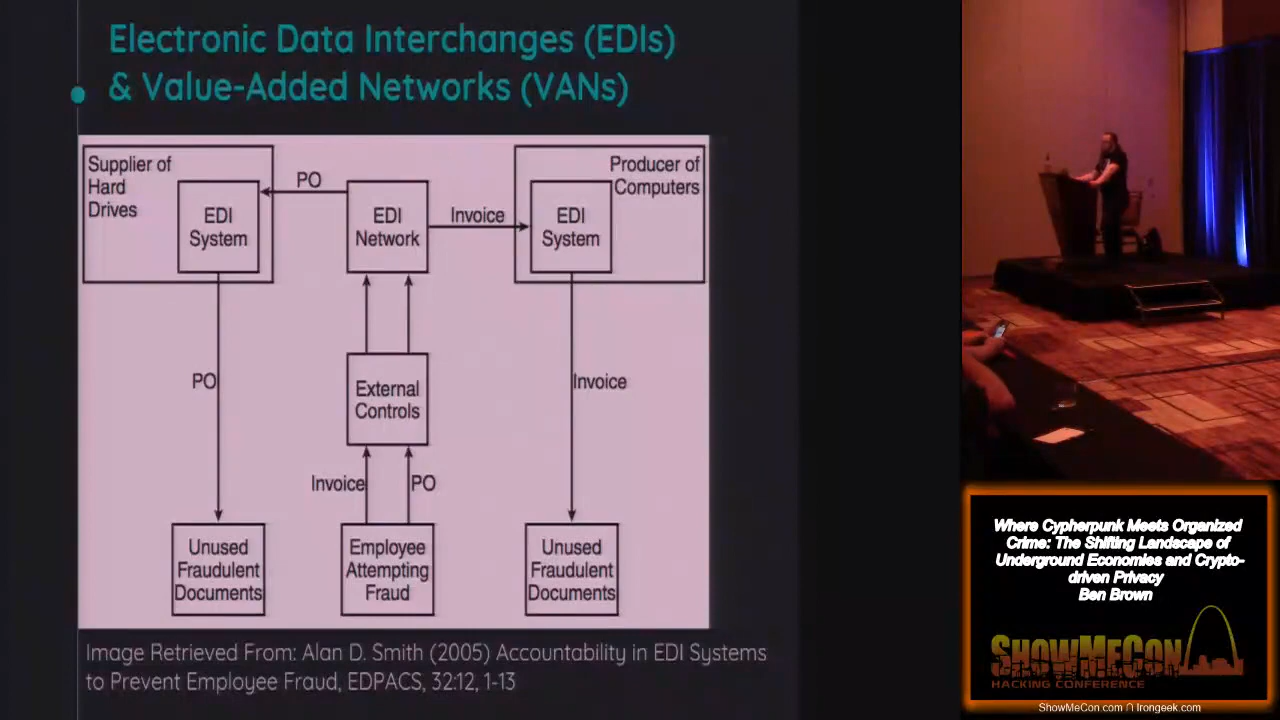 Electronic Data Interchanges (EDIs)
& Value-Added Networks (VANs)
Supplier of
Hard
Drives
EDI
System
PO
EDI
Network
Invoice
Producer of
Computers
EDI
System
PO
External
Controls
Invoice
Invoice
PO
Unused
Fraudulent
Documents
Employee
Attempting
Fraud
Unused
Fraudulent
Documents
Image Retrieved From: Alan D. Smith (2005) Accountability in EDI Systems
to Prevent Employee Fraud, EDPACS, 32:12, 1-13
Where Cypherpunk Meets Organized
Crime: The Shifting Landscape of
Underground Economies and Crypto-
driven Privacy
Ben Brown
ShowMeCon
HACKING CONFERENCE
ShowMeCon.com ∩ Irongeek.com